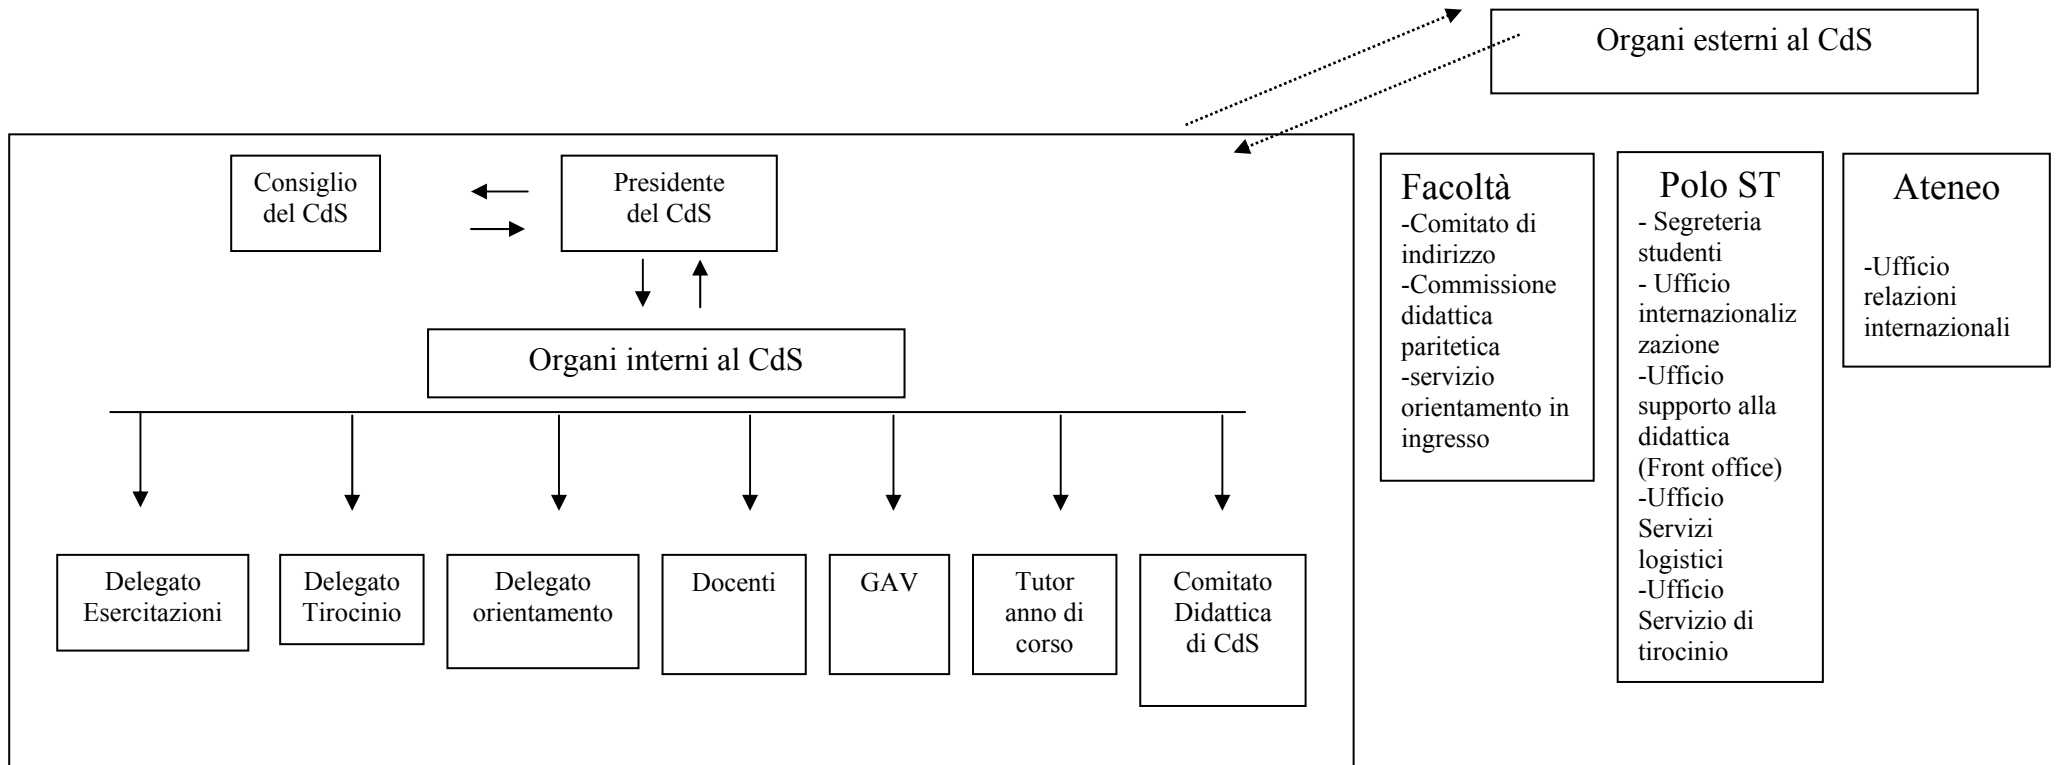 Organi esterni al CdS
Consiglio
del CdS
Presidente
del CdS
Organi interni al CdS
Delegato
Esercitazioni
Delegato
Tirocinio
Delegato
orientamento
Docenti
GAV
Tutor
anno di
corso
Comitato
Didattica
di CdS
Facoltà
-Comitato di
indirizzo
-Commissione
didattica
paritetica
-servizio
orientamento in
ingresso
Polo ST
- Segreteria
studenti
- Ufficio
internazionaliz
zazione
-Ufficio
supporto alla
didattica
(Front office)
-Ufficio
Servizi
logistici
-Ufficio
Servizio di
tirocinio
Ateneo
-Ufficio
relazioni
internazionali